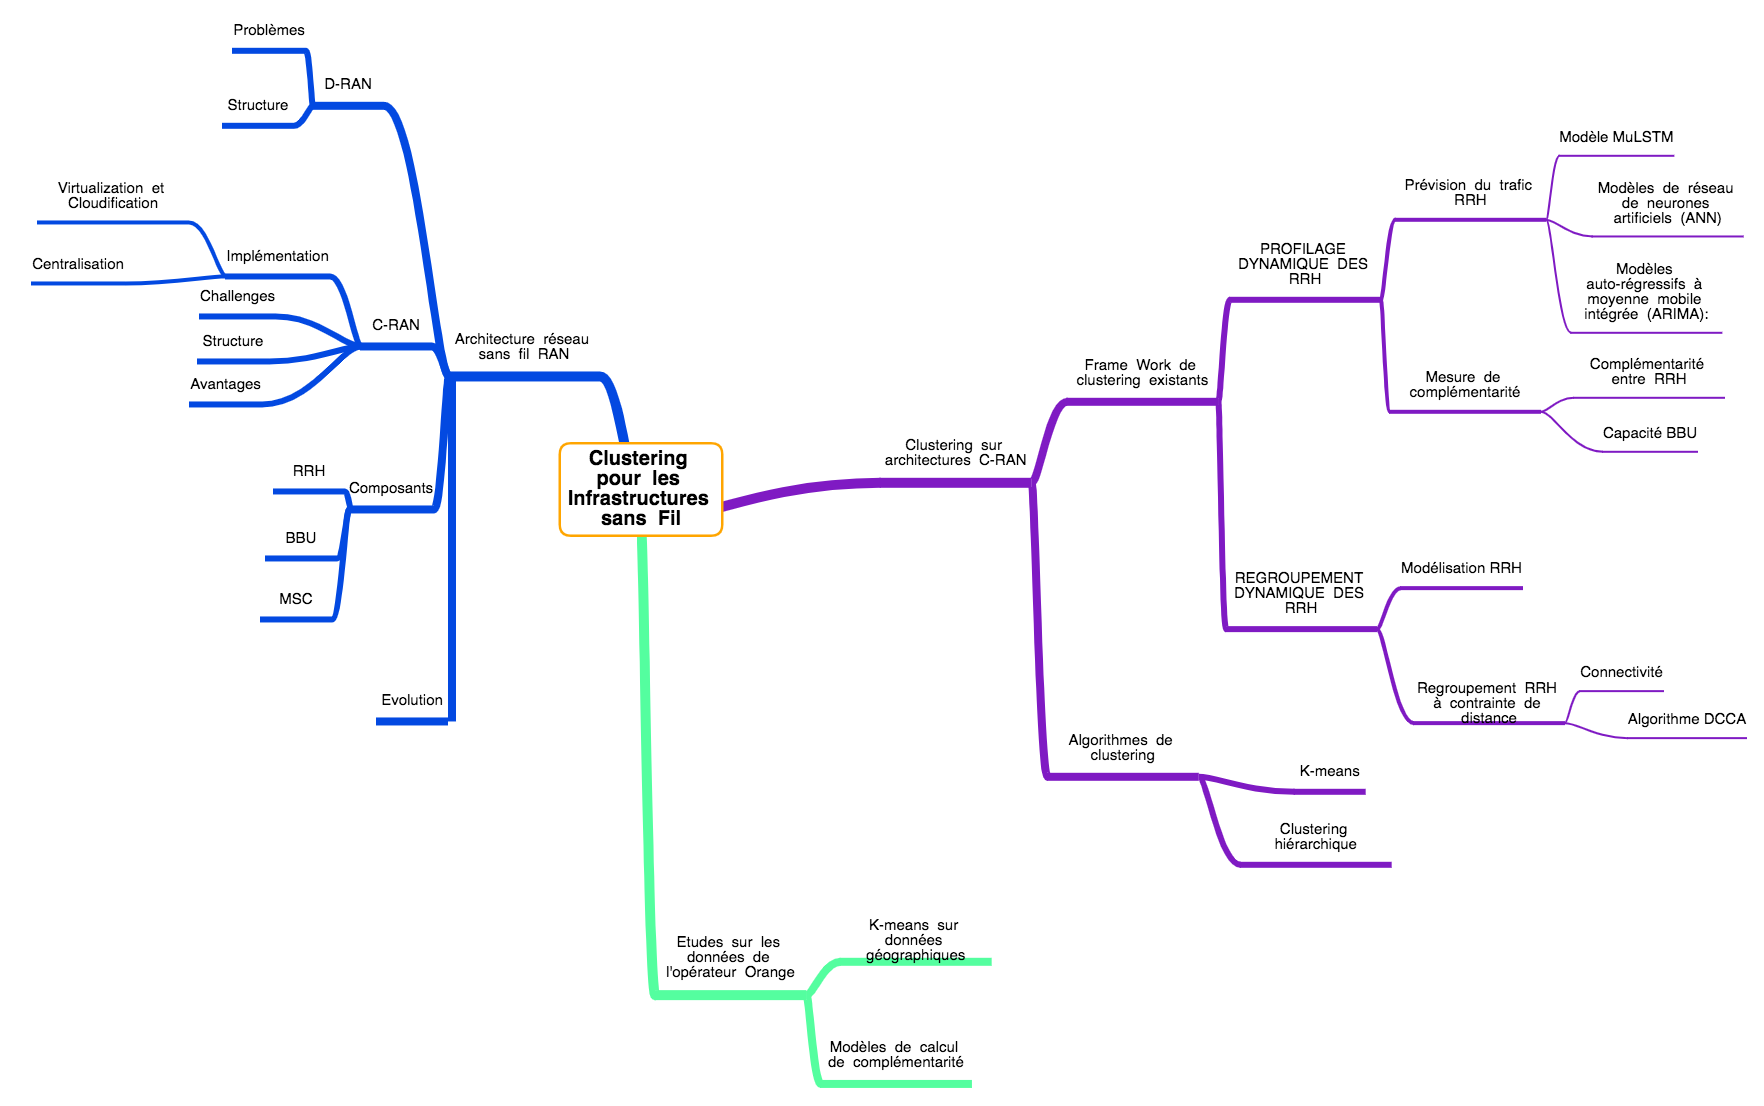 Clustering
pour les
Infrastructures
sans Fil
Architecture réseau
sans fil RAN
D-RAN
Problèmes
Structure
C-RAN
Implémentation
Virtualization et
Cloudification
Centralisation
Challenges
Structure
Avantages
Composants
RRH
BBU
MSC
Evolution
Clustering sur
architectures C-RAN
Frame Work de
clustering existants
PROFILAGE
DYNAMIQUE DES
RRH
Prévision du trafic
RRH
Modèle MuLSTM
Modèles de réseau
de neurones
artificiels (ANN)
Modèles
auto-régressifs à
moyenne mobile
intégrée (ARIMA):
Mesure de
complémentarité
Complémentarité
entre RRH
Capacité BBU
REGROUPEMENT
DYNAMIQUE DES
RRH
Modélisation RRH
Regroupement RRH
à contrainte de
distance
Connectivité
Algorithme DCCA
Algorithmes de
clustering
K-means
Clustering
hiérarchique
Etudes sur les
données de
l'opérateur Orange
K-means sur
données
géographiques
Modèles de calcul
de complémentarité